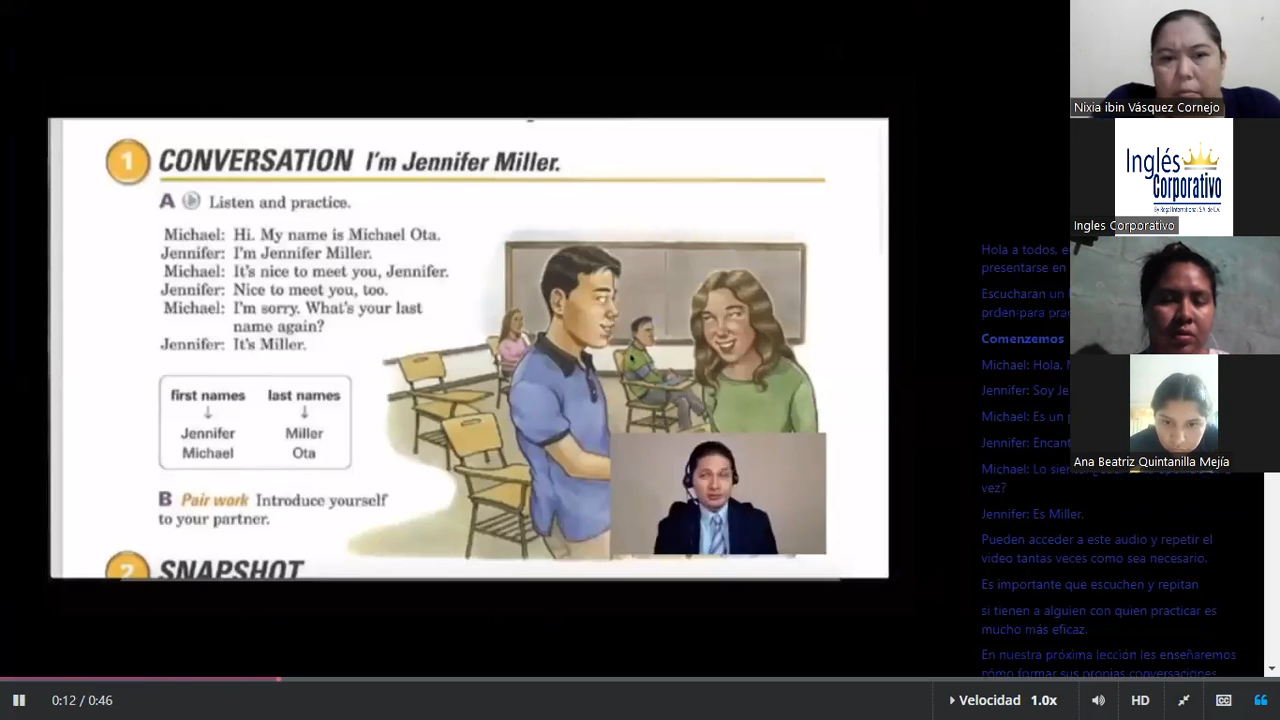 1 CONVERSATION I'm Jennifer Miller.
A Listen and practice.
Michael: Hi. My name is Michael Ota.
Jennifer: I'm Jennifer Miller.
Michael: It's nice to meet you, Jennifer.
Jennifer: Nice to meet you, too.
Michael: I'm sorry. What's your last
name again?
Jennifer: It's Miller.
first names last names
Jennifer Miller
Michael Ota
B Pair work Introduce yourself
to your partner.
2 SNAPSHOT
Nixia ibin Vásquez Cornejo
Inglés
Corporativo
Ingles Corporativo
Ana Beatriz Quintanilla Mejía
Hola a todos, e
presentarse en
Escucharan un
prden-para pra
Comenzemos
Michael: Hola.
Jennifer: Soy Je
Michael: Es un
Jennifer: Encant
Michael: Lo sien
vez?
Jennifer: Es Miller.
Pueden acceder a este audio y repetir el
video tantas veces como sea necesario.
Es importante que escuchen y repitan
si tienen a alguien con quien practicar es
mucho más eficaz.
En nuestra próxima lección les enseñaremos
cómo formar sus propias conversaciones
0:12 / 0:46
Velocidad 1.0x
HD
CC